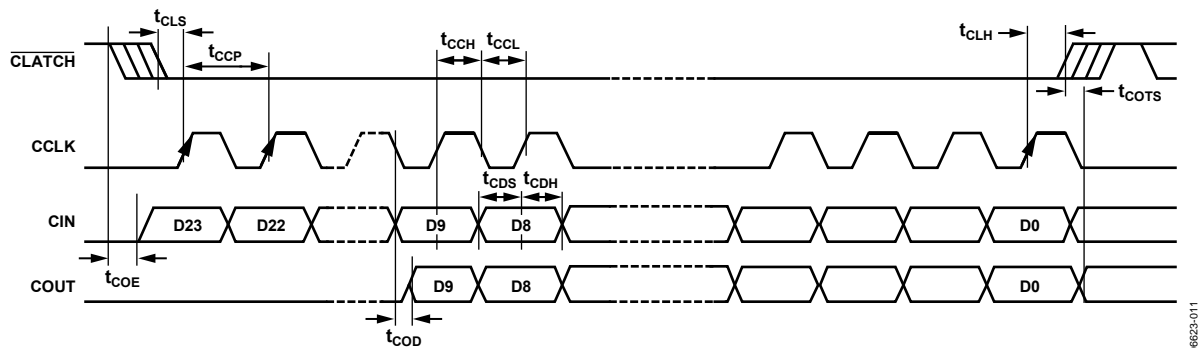 tCLS
tCCP
tCCH
tCCL
tCLH
CLATCH
tCOTS
CCLK
tCDS
tCDH
CIN
D23
D22
D9
D8
D0
tCOE
COUT
D9
D8
D0
tCOD
6623-011